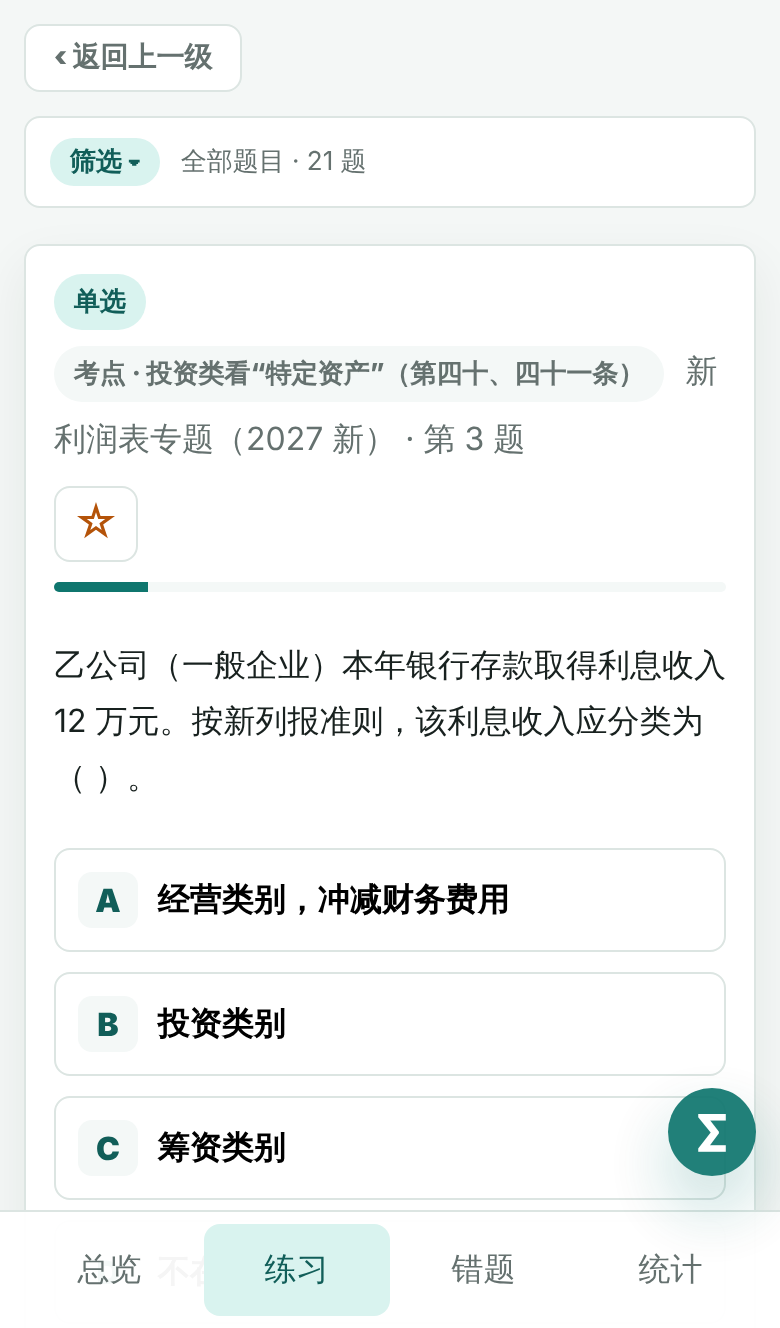 ‹ 返回上一级
筛选 全部题目 · 21 题
单选
考点 · 投资类看“特定资产”（第四十、四十一条） 新
利润表专题（2027 新） · 第 3 题
乙公司（一般企业）本年银行存款取得利息收入
12 万元。按新列报准则，该利息收入应分类为
（ ）。
A 经营类别，冲减财务费用
B 投资类别
C 筹资类别
Σ
总览 不在 练习 错题 统计